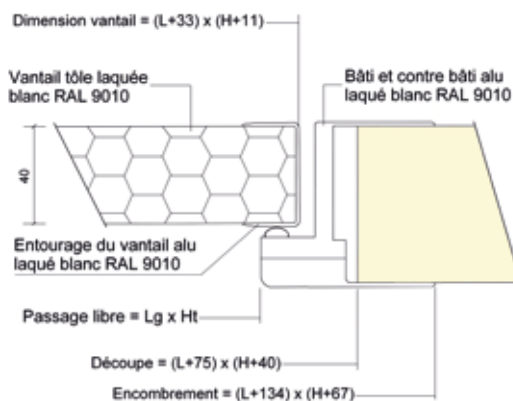 Dimension vantail = (L+33) x (H+11)
Vantail tôle laquée
blanc RAL 9010
Bâti et contre bâti alu
laqué blanc RAL 9010
40
Entourage du vantail alu
laqué blanc RAL 9010
Passage libre = Lg x Ht
Découpe = (L+75) x (H+40)
Encombrement = (L+134) x (H+67)